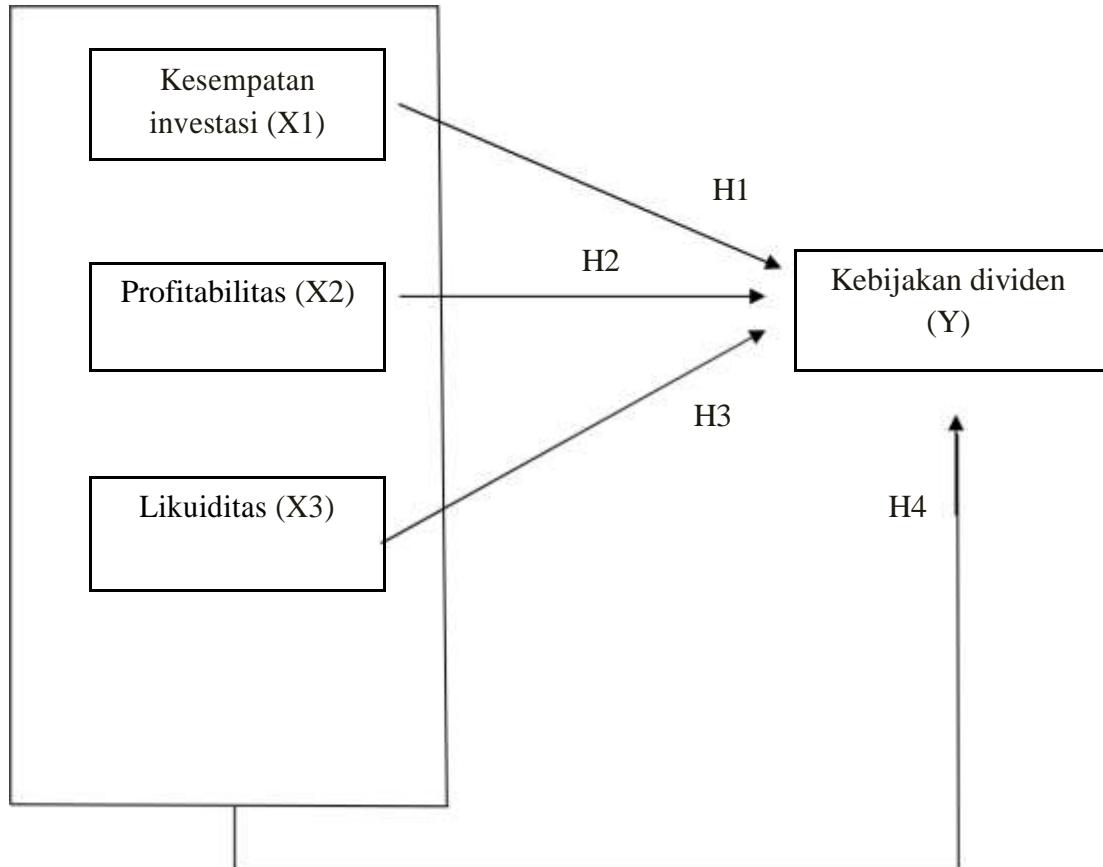 Kesempatan
investasi (X1)
H1
H2
Profitabilitas (X2)
Kebijakan dividen
(Y)
H3
Likuiditas (X3)
H4